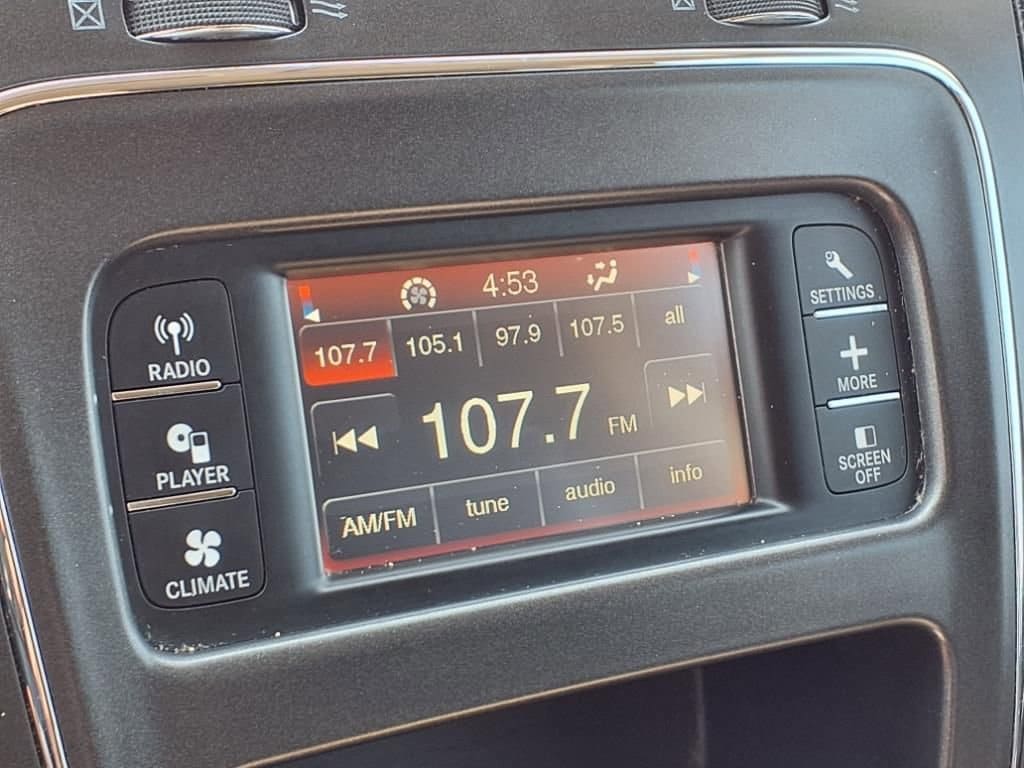 4:53
107.7 105.1 97.9 107.5 all
107.7 FM
AM/FM tune audio info
RADIO
PLAYER
CLIMATE
SETTINGS
MORE
SCREEN
OFF